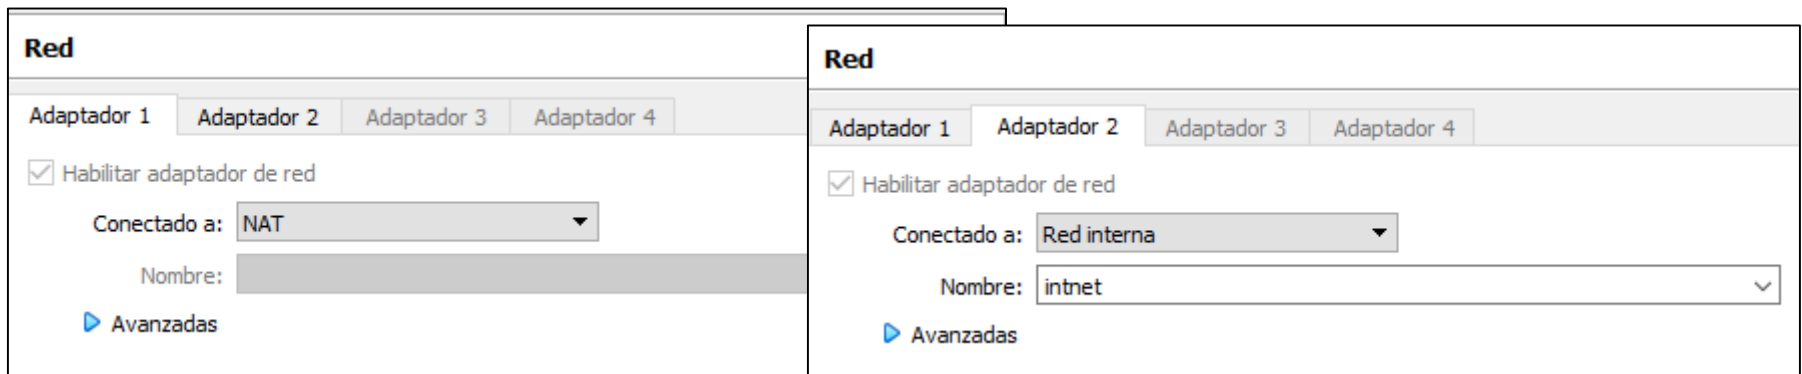 Red
Adaptador 1 Adaptador 2 Adaptador 3 Adaptador 4
Habilitar adaptador de red
Conectado a: NAT
Nombre:
Avanzadas
Red
Adaptador 1 Adaptador 2 Adaptador 3 Adaptador 4
Habilitar adaptador de red
Conectado a: Red interna
Nombre: intnet
Avanzadas